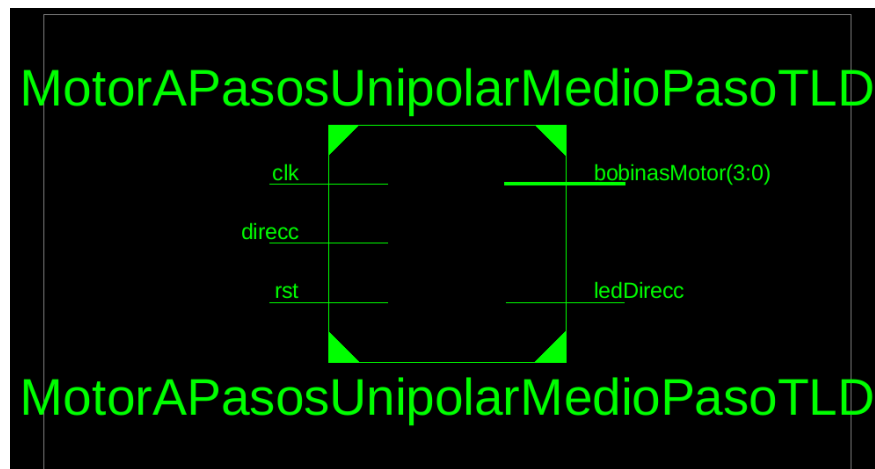 MotorAPasosUnipolarMedioPasoTLD
clk
bobinasMotor(3:0)
direcc
rst
ledDirecc
MotorAPasosUnipolarMedioPasoTLD